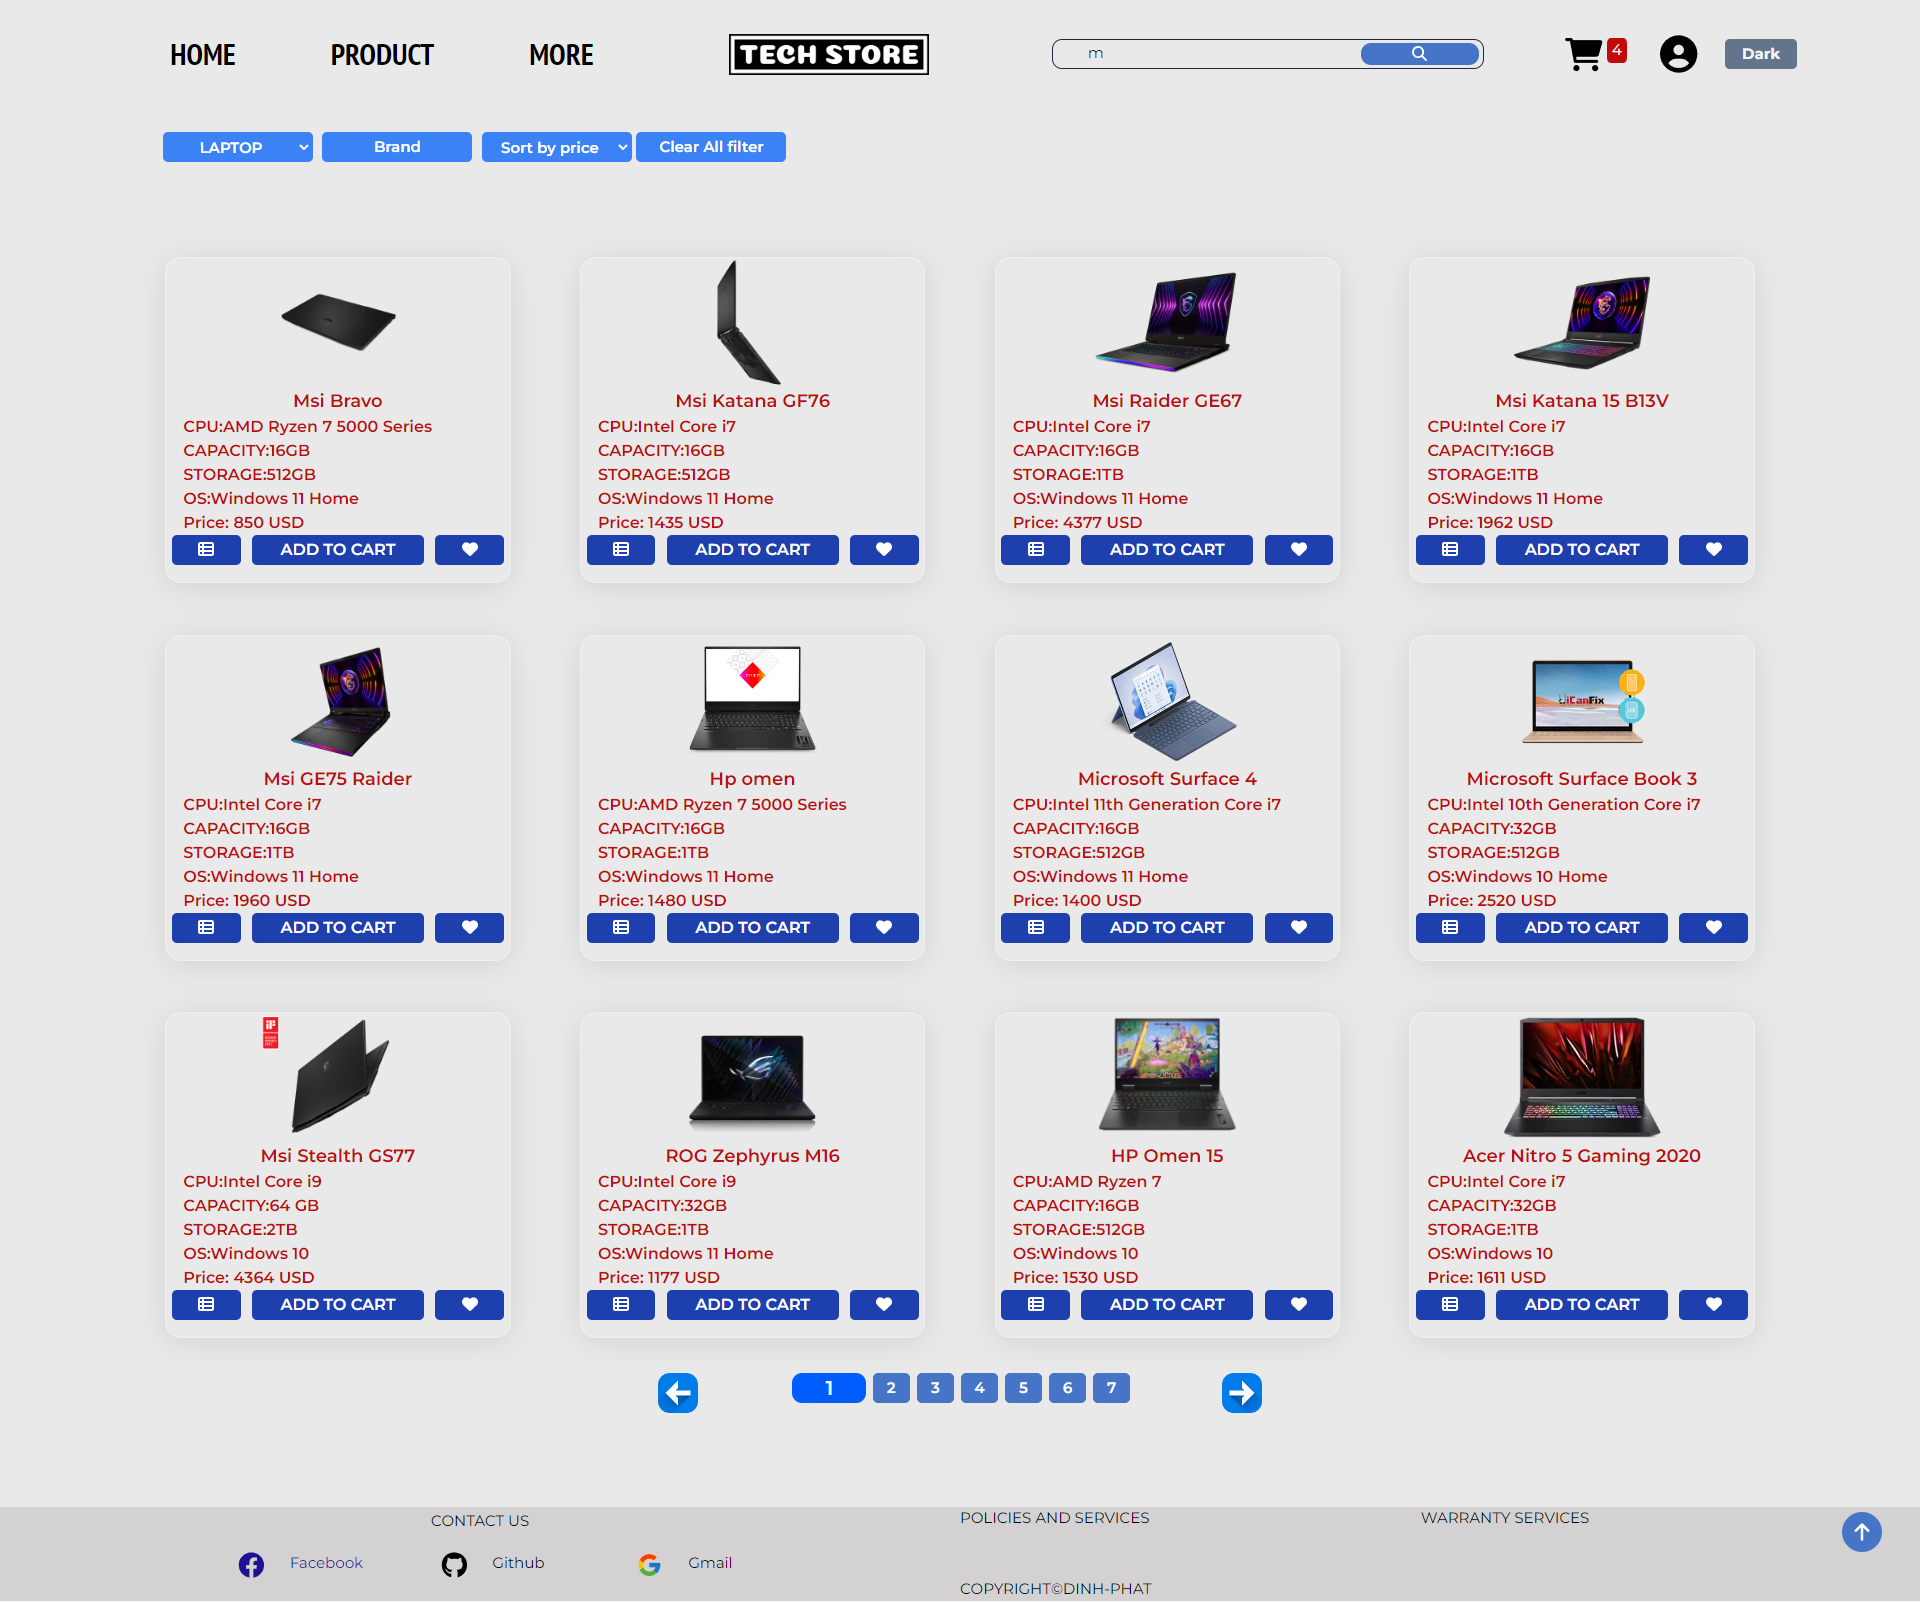 HOME PRODUCT MORE TECH STORE m 4 Dark
LAPTOP Brand Sort by price Clear All filter
Msi Bravo
CPU:AMD Ryzen 7 5000 Series
CAPACITY:16GB
STORAGE:512GB
OS:Windows 11 Home
Price: 850 USD
ADD TO CART
Msi Katana GF76
CPU:Intel Core i7
CAPACITY:16GB
STORAGE:512GB
OS:Windows 11 Home
Price: 1435 USD
ADD TO CART
Msi Raider GE67
CPU:Intel Core i7
CAPACITY:16GB
STORAGE:1TB
OS:Windows 11 Home
Price: 4377 USD
ADD TO CART
Msi Katana 15 B13V
CPU:Intel Core i7
CAPACITY:16GB
STORAGE:1TB
OS:Windows 11 Home
Price: 1962 USD
ADD TO CART
Msi GE75 Raider
CPU:Intel Core i7
CAPACITY:16GB
STORAGE:1TB
OS:Windows 11 Home
Price: 1960 USD
ADD TO CART
Hp omen
CPU:AMD Ryzen 7 5000 Series
CAPACITY:16GB
STORAGE:1TB
OS:Windows 11 Home
Price: 1480 USD
ADD TO CART
Microsoft Surface 4
CPU:Intel 11th Generation Core i7
CAPACITY:16GB
STORAGE:512GB
OS:Windows 11 Home
Price: 1400 USD
ADD TO CART
iCanFix
Microsoft Surface Book 3
CPU:Intel 10th Generation Core i7
CAPACITY:32GB
STORAGE:512GB
OS:Windows 10 Home
Price: 2520 USD
ADD TO CART
Msi Stealth GS77
CPU:Intel Core i9
CAPACITY:64 GB
STORAGE:2TB
OS:Windows 10
Price: 4364 USD
ADD TO CART
ROG Zephyrus M16
CPU:Intel Core i9
CAPACITY:32GB
STORAGE:1TB
OS:Windows 11 Home
Price: 1177 USD
ADD TO CART
HP Omen 15
CPU:AMD Ryzen 7
CAPACITY:16GB
STORAGE:512GB
OS:Windows 10
Price: 1530 USD
ADD TO CART
Acer Nitro 5 Gaming 2020
CPU:Intel Core i7
CAPACITY:32GB
STORAGE:1TB
OS:Windows 10
Price: 1611 USD
ADD TO CART
1 2 3 4 5 6 7
CONTACT US
Facebook Github Gmail
POLICIES AND SERVICES
WARRANTY SERVICES
COPYRIGHT©DINH-PHAT